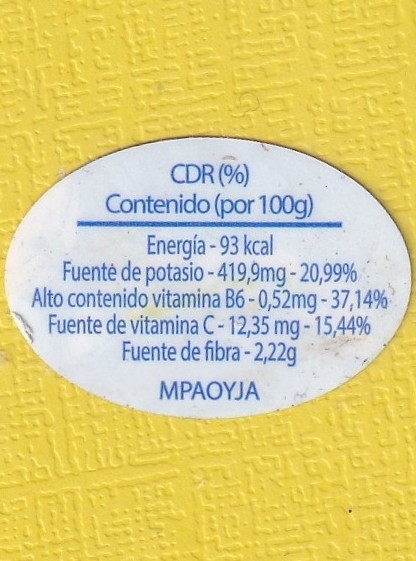 CDR (%)
Contenido (por 100g)
Energía - 93 kcal
Fuente de potasio - 419,9mg - 20,99%
Alto contenido vitamina B6 - 0,52mg - 37,14%
Fuente de vitamina C - 12,35 mg - 15,44%
Fuente de fibra - 2,22g
MPAOYJA